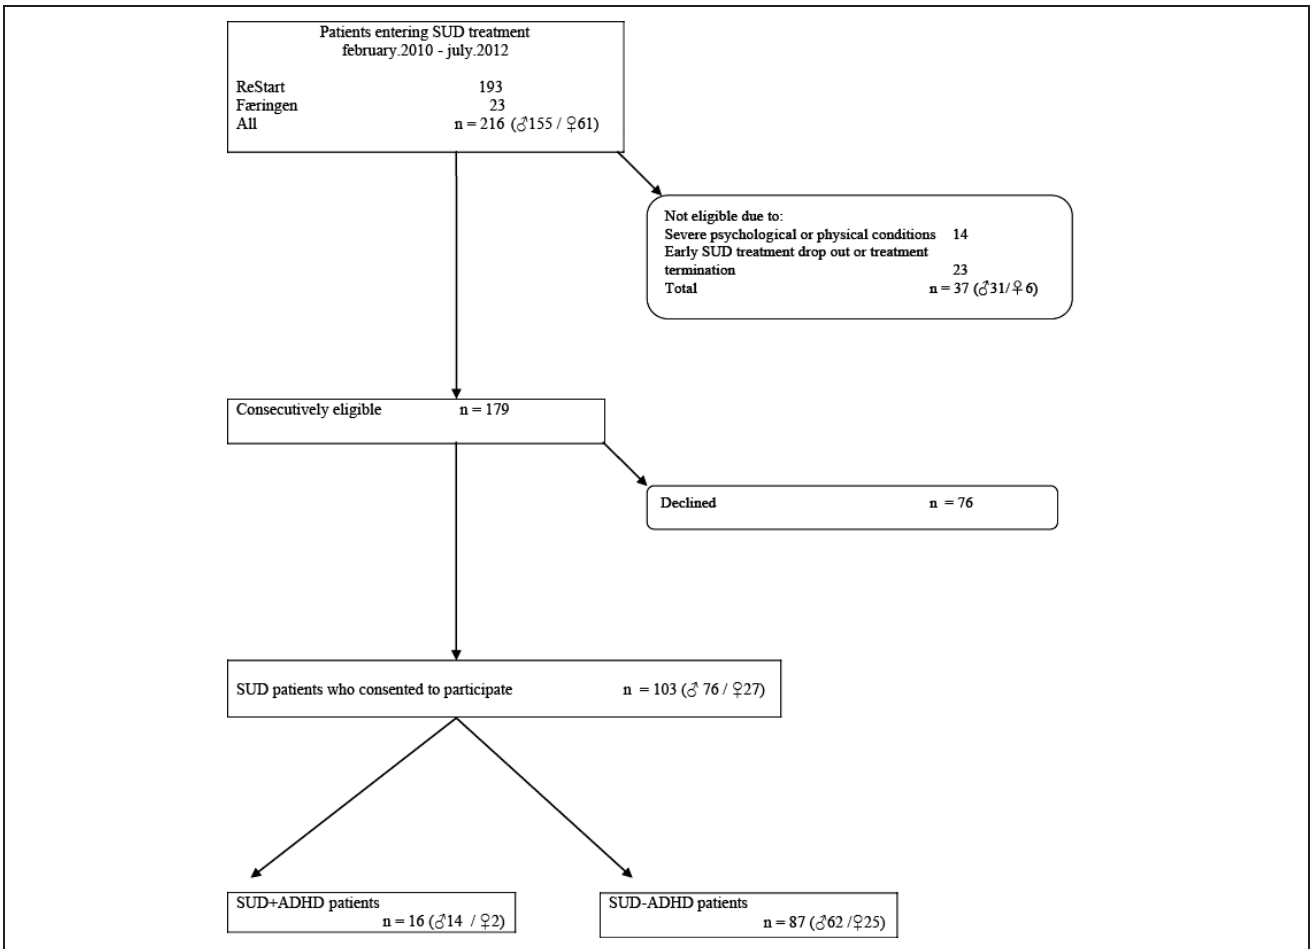 Patients entering SUD treatment
february.2010 - july.2012
ReStart 193
Færingen 23
All n = 216 (♂155 / ♀61)
Not eligible due to:
Severe psychological or physical conditions 14
Early SUD treatment drop out or treatment
termination 23
Total n = 37 (♂31/♀6)
Consecutively eligible n = 179
Declined n = 76
SUD patients who consented to participate n = 103 (♂ 76 / ♀27)
SUD+ADHD patients
n = 16 (♂14 / ♀2)
SUD-ADHD patients
n = 87 (♂62 /♀25)